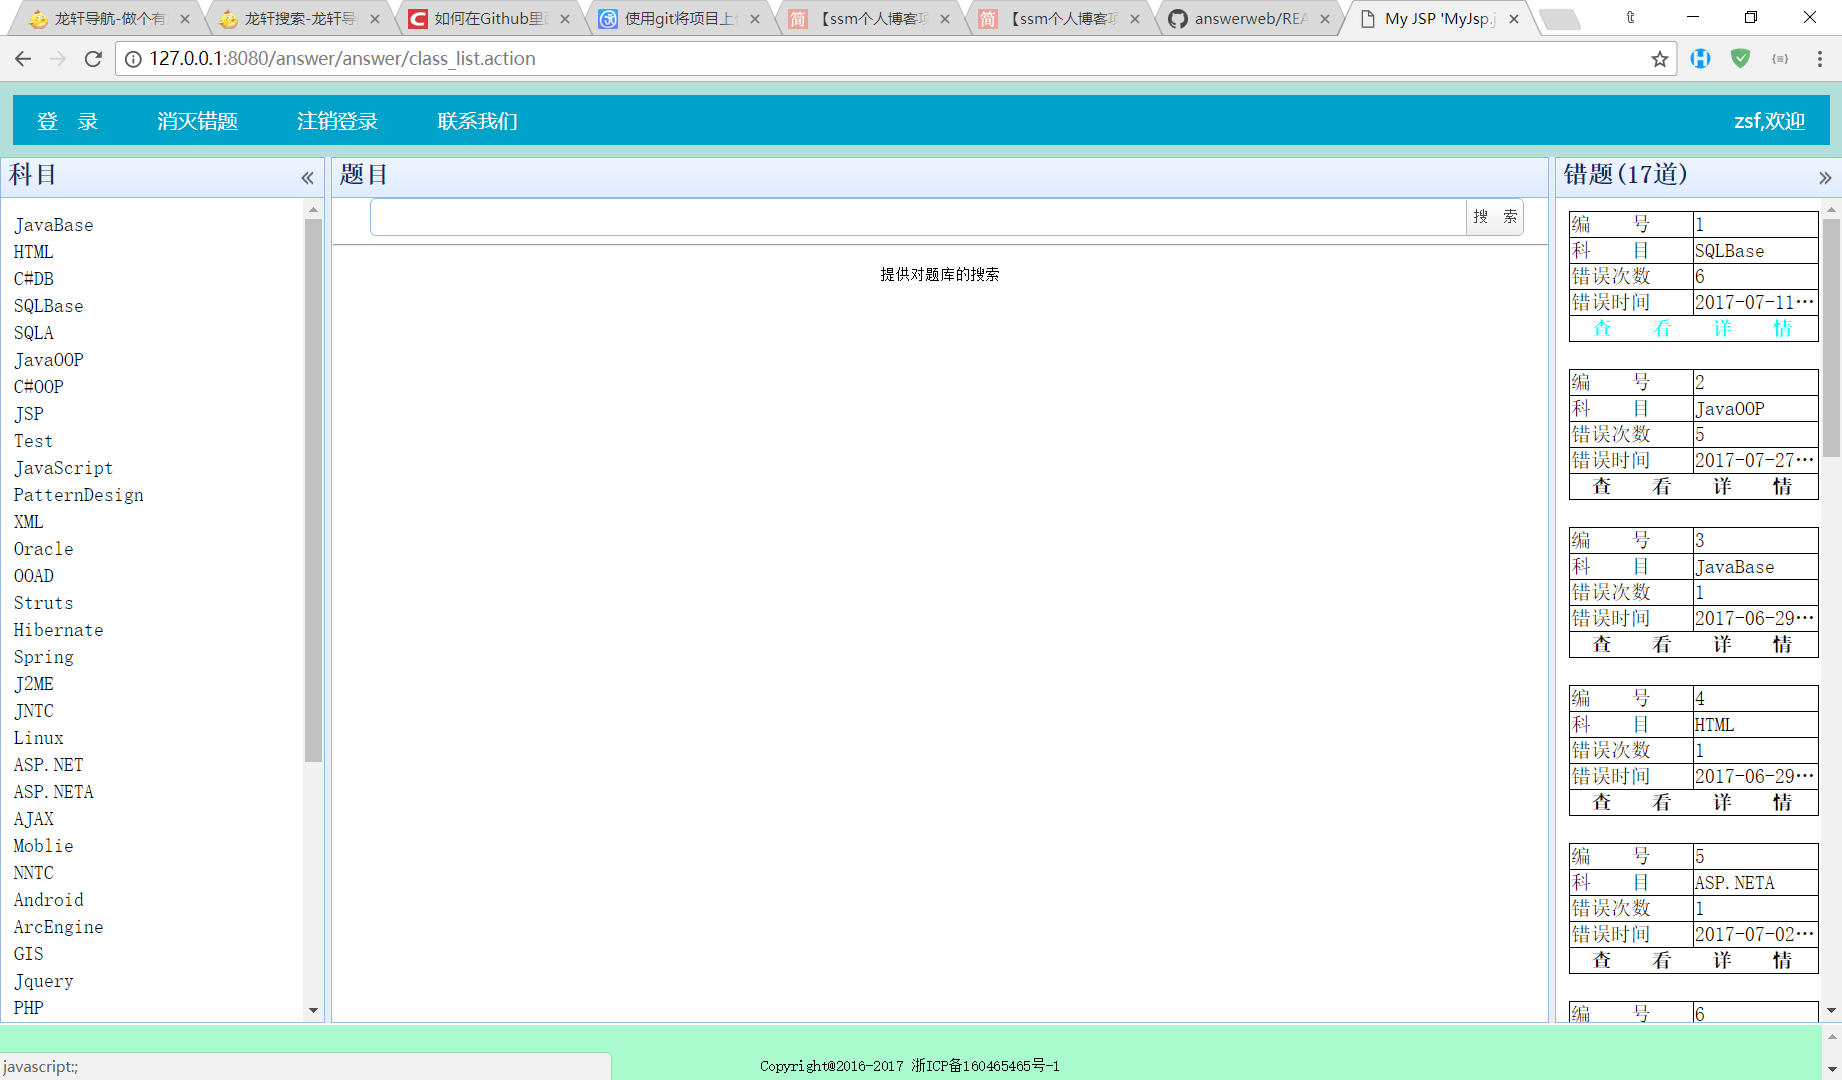 龙轩导航-做个有
龙轩搜索-龙轩导
如何在Github里
使用git将项目上
【ssm个人博客项
【ssm个人博客项
answerweb/REA
My JSP 'MyJsp.j
127.0.0.1:8080/answer/answer/class_list.action
登 录 消灭错题 注销登录 联系我们 zsf,欢迎
科目
JavaBase
HTML
C#DB
SQLBase
SQLA
JavaOOP
C#OOP
JSP
Test
JavaScript
PatternDesign
XML
Oracle
OOAD
Struts
Hibernate
Spring
J2ME
JNTC
Linux
ASP.NET
ASP.NETA
AJAX
Moblie
NNTC
Android
ArcEngine
GIS
Jquery
PHP
题目
搜 索
提供对题库的搜索
错题(17道)
编 号 1
科 目 SQLBase
错误次数 6
错误时间 2017-07-11…
查 看 详 情
编 号 2
科 目 JavaOOP
错误次数 5
错误时间 2017-07-27…
查 看 详 情
编 号 3
科 目 JavaBase
错误次数 1
错误时间 2017-06-29…
查 看 详 情
编 号 4
科 目 HTML
错误次数 1
错误时间 2017-06-29…
查 看 详 情
编 号 5
科 目 ASP.NETA
错误次数 1
错误时间 2017-07-02…
查 看 详 情
编 号 6
javascript:;
Copyright@2016-2017 浙ICP备160465465号-1